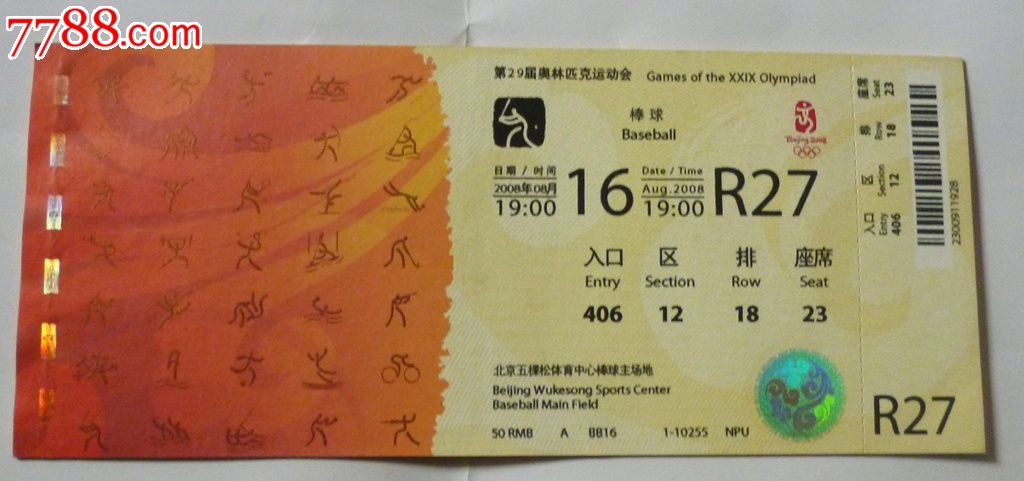 7788.com
第29届奥林匹克运动会 Games of the XXIX Olympiad
棒球
Baseball
Beijing 2008
日期 / 时间
2008年08月
19:00
16
Date / Time
Aug.2008
19:00
R27
入口 区 排 座席
Entry Section Row Seat
406 12 18 23
北京五棵松体育中心棒球主场地
Beijing Wukesong Sports Center
Baseball Main Field
50 RMB A BB16 1-10255 NPU
座席 Seat 23
排 Row 18
区 Section 12
入口 Entry 406
2300911928
R27